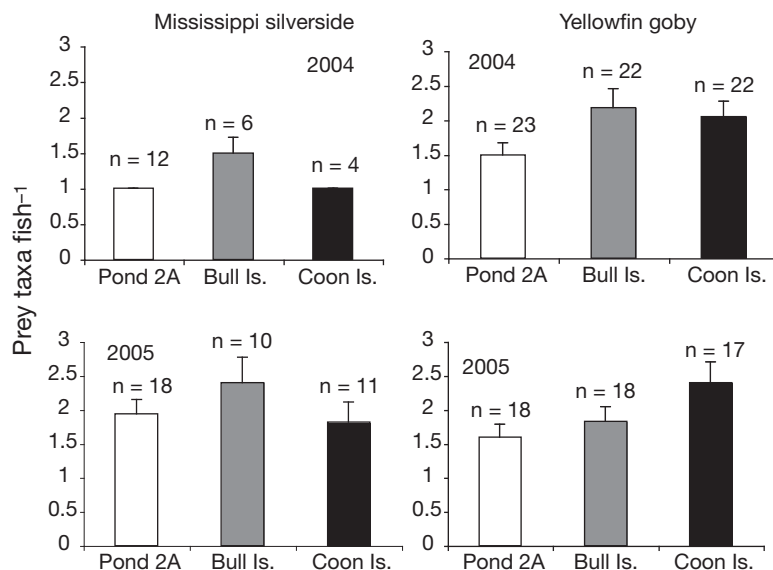 Mississippi silverside
Yellowfin goby
Prey taxa fish⁻¹
3
2.5
2
1.5
1
0.5
0
2004
n = 12
n = 6
n = 4
Pond 2A Bull Is. Coon Is.
3
2.5
2
1.5
1
0.5
0
2004
n = 23
n = 22
n = 22
Pond 2A Bull Is. Coon Is.
3
2.5
2
1.5
1
0.5
0
2005
n = 18
n = 10
n = 11
Pond 2A Bull Is. Coon Is.
3
2.5
2
1.5
1
0.5
0
2005
n = 18
n = 18
n = 17
Pond 2A Bull Is. Coon Is.